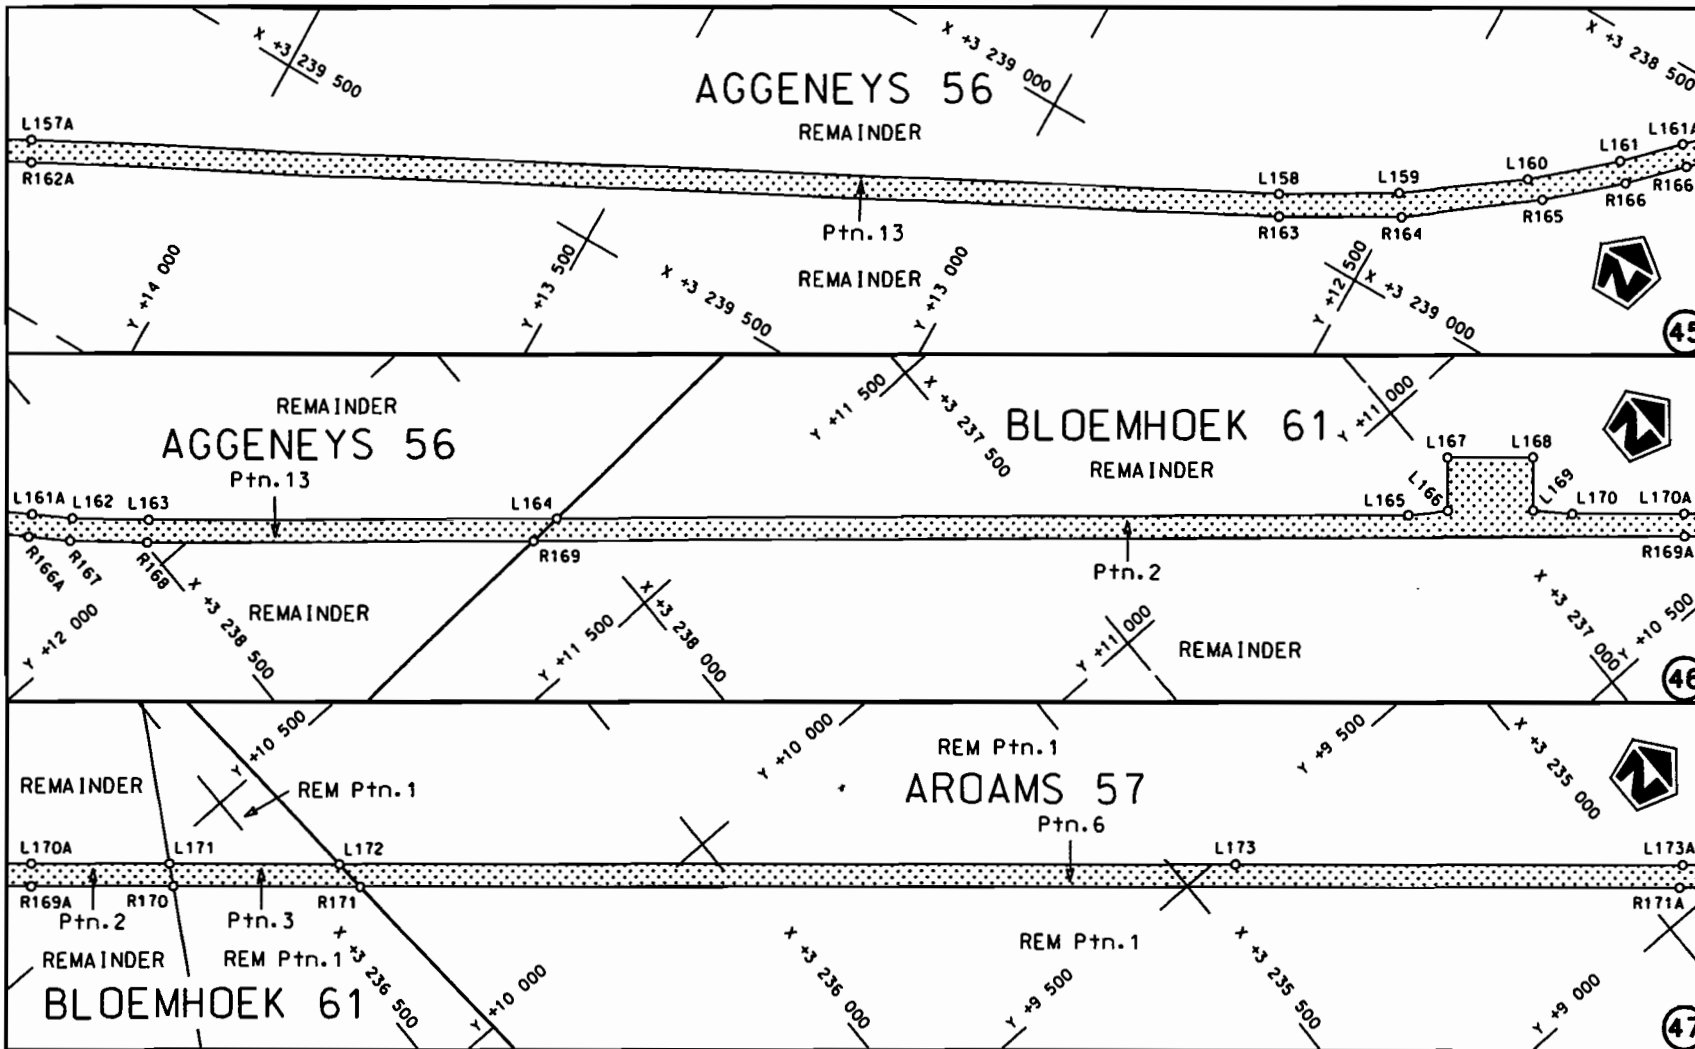 X +3 239 500
X +3 239 000
X +3 238 500
AGGENEYS 56
REMAINDER
L157A
L158
L159
L160
L161
L161A
R162A
R163
R164
R165
R166
R166
Ptn.13
REMAINDER
Y +14 000
Y +13 500
X +3 239 500
Y +13 000
Y +12 500
X +3 239 000
45
REMAINDER
AGGENEYS 56
Ptn.13
Y +11 500
X +3 237 500
BLOEMHOEK 61
REMAINDER
Y +11 000
L161A
L162
L163
L164
L165
L166
L167
L168
L169
L170
L170A
R166A
R167
R168
R169
R169A
Ptn.2
Y +12 000
X +3 238 500
REMAINDER
Y +11 500
X +3 238 000
Y +11 000
REMAINDER
X +3 237 000
Y +10 500
46
Y +10 500
Y +10 000
REM Ptn.1
Y +9 500
X +3 235 000
REMAINDER
REM Ptn.1
AROAMS 57
Ptn.6
L170A
L171
L172
L173
L173A
R169A
R170
R171
R171A
Ptn.2
Ptn.3
REMAINDER
REM Ptn.1
BLOEMHOEK 61
X +3 236 500
Y +10 000
X +3 236 000
Y +9 500
REM Ptn.1
X +3 235 500
Y +9 000
47